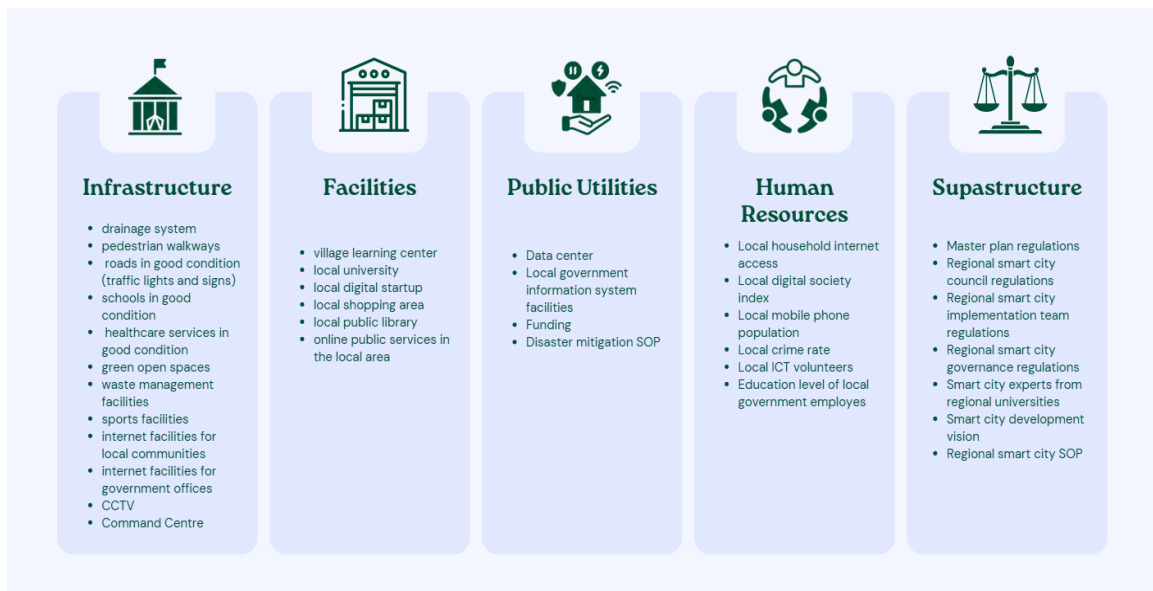 Infrastructure
• drainage system
• pedestrian walkways
• roads in good condition
(traffic lights and signs)
• schools in good
condition
• healthcare services in
good condition
• green open spaces
• waste management
facilities
• sports facilities
• internet facilities for
local communities
• internet facilities for
government offices
• CCTV
• Command Centre
Facilities
• village learning center
• local university
• local digital startup
• local shopping area
• local public library
• online public services in
the local area
Public Utilities
• Data center
• Local government
information system
facilities
• Funding
• Disaster mitigation SOP
Human
Resources
• Local household internet
access
• Local digital society
index
• Local mobile phone
population
• Local crime rate
• Local ICT volunteers
• Education level of local
government employes
Supastructure
• Master plan regulations
• Regional smart city
council regulations
• Regional smart city
implementation team
regulations
• Regional smart city
governance regulations
• Smart city experts from
regional universities
• Smart city development
vision
• Regional smart city SOP